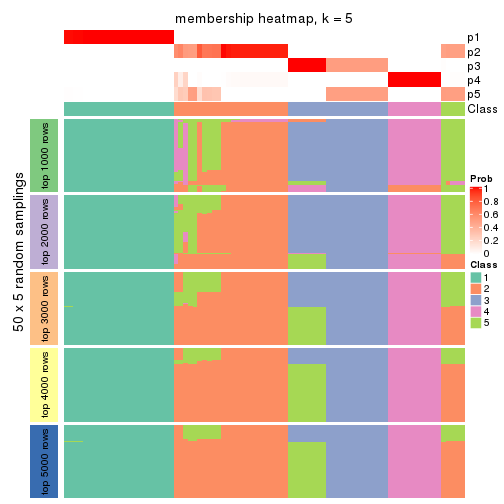 membership heatmap, k = 5
p1
p2
p3
p4
p5
Class
50 x 5 random samplings
top 1000 rows
top 2000 rows
top 3000 rows
top 4000 rows
top 5000 rows
Prob
1
0.8
0.6
0.4
0.2
0
Class
1
2
3
4
5